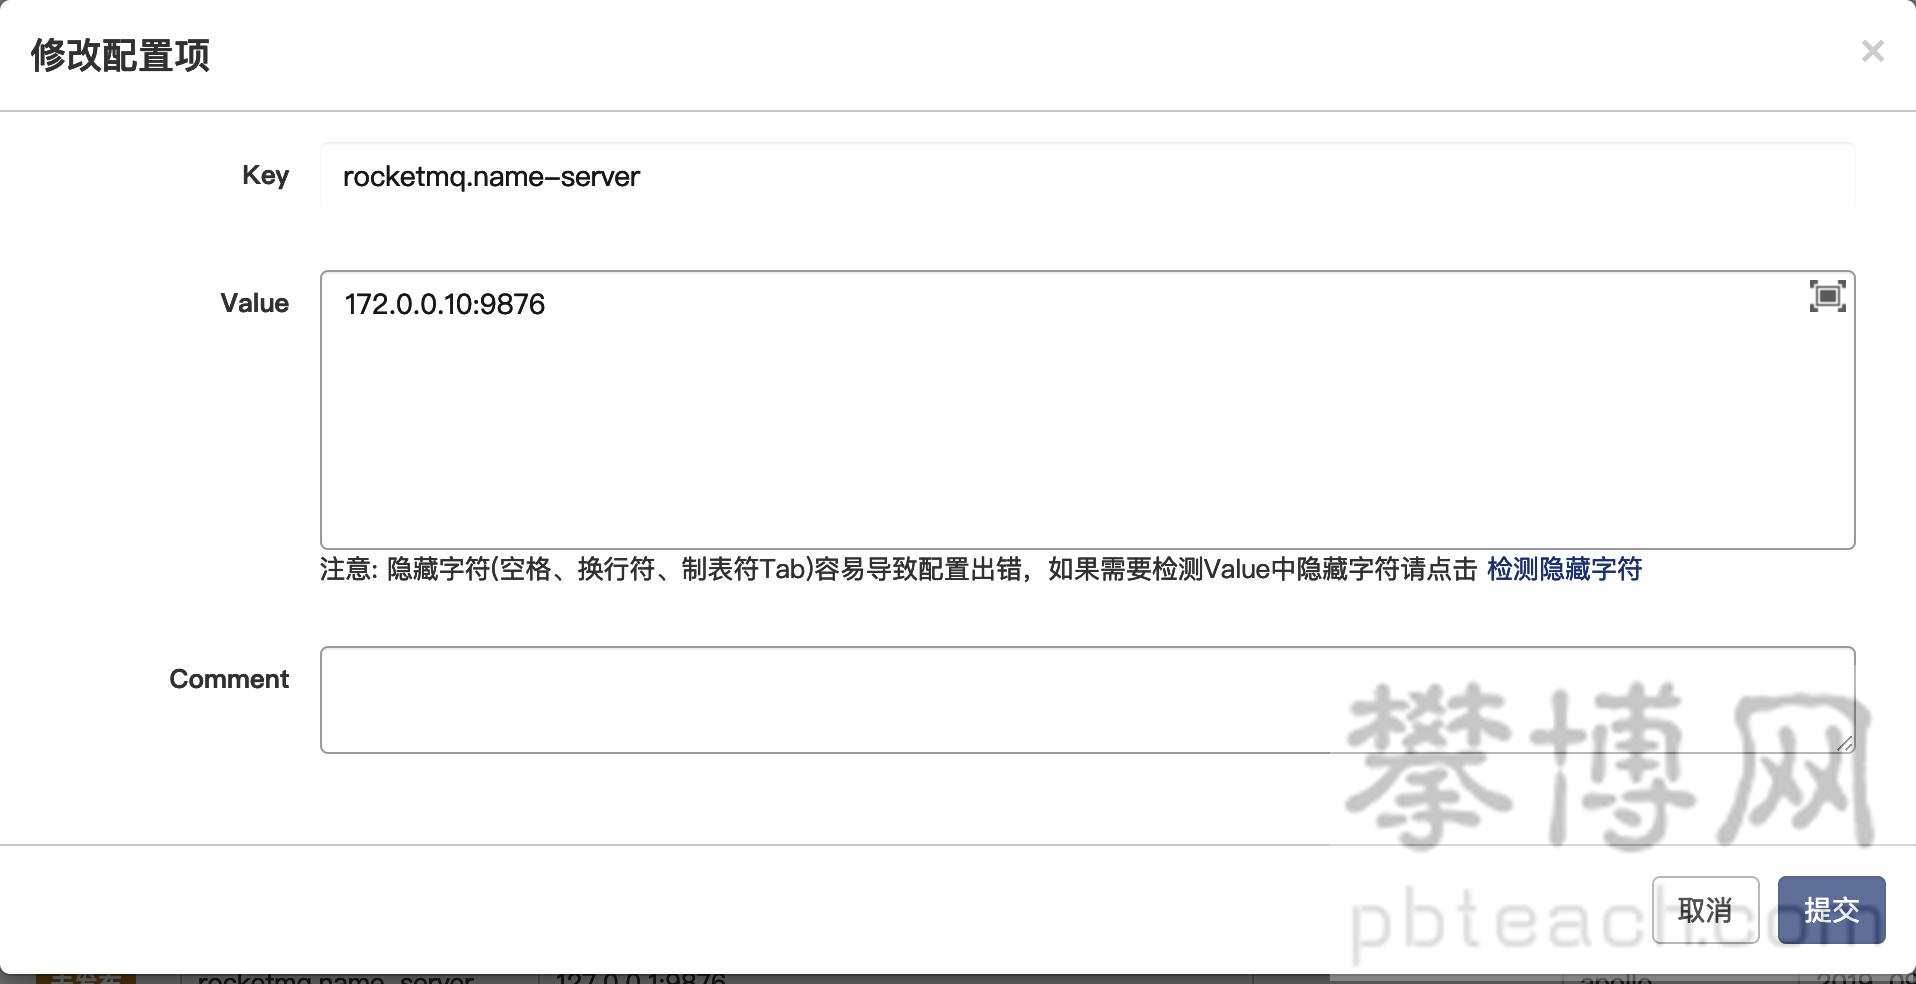 修改配置项
×
Key rocketmq.name-server
Value 172.0.0.10:9876
注意: 隐藏字符(空格、换行符、制表符Tab)容易导致配置出错，如果需要检测Value中隐藏字符请点击 检测隐藏字符
Comment
攀博网
pbteach.com
取消 提交
rocketmq.name-server 127.0.0.1:9876 apollo